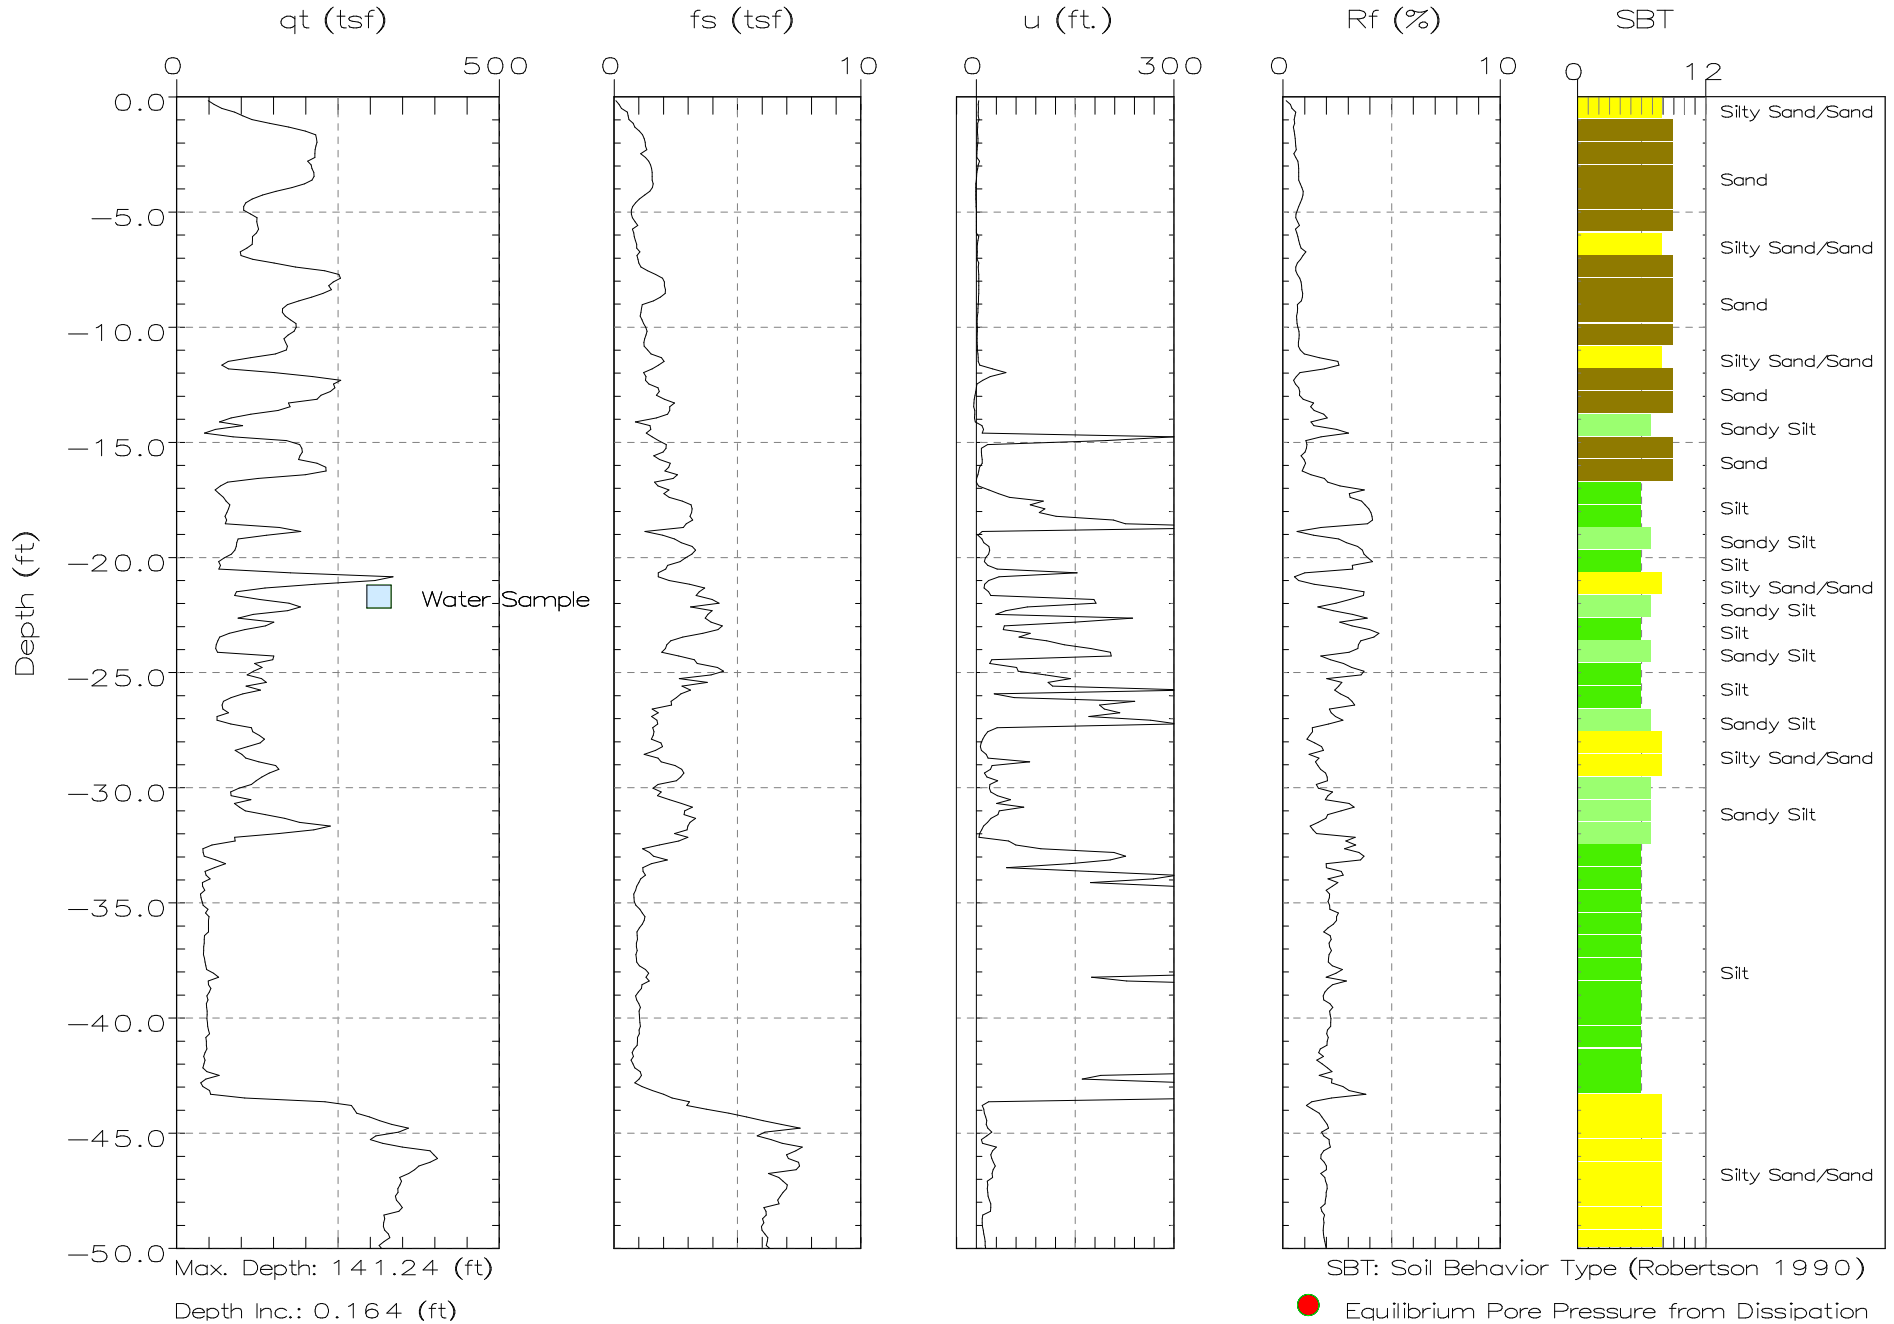 qt (tsf) fs (tsf) u (ft.) Rf (%) SBT
0 500 0 10 0 300 0 10 0 12
Depth (ft)
0.0
-5.0
-10.0
-15.0
-20.0
-25.0
-30.0
-35.0
-40.0
-45.0
-50.0
Water Sample
Silty Sand/Sand
Sand
Silty Sand/Sand
Sand
Silty Sand/Sand
Sand
Sandy Silt
Sand
Silt
Sandy Silt
Silt
Silty Sand/Sand
Sandy Silt
Silt
Sandy Silt
Silt
Sandy Silt
Silty Sand/Sand
Sandy Silt
Silt
Silty Sand/Sand
Max. Depth: 141.24 (ft)
Depth Inc.: 0.164 (ft)
SBT: Soil Behavior Type (Robertson 1990)
Equilibrium Pore Pressure from Dissipation